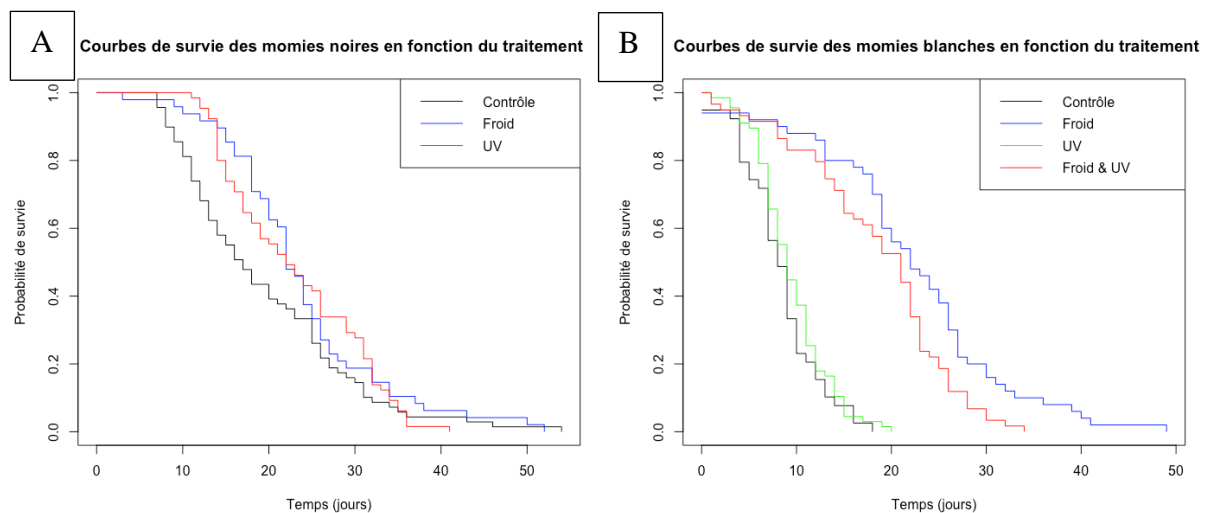 A
Courbes de survie des momies noires en fonction du traitement
Contrôle
Froid
UV
Probabilité de survie
1.0
0.8
0.6
0.4
0.2
0.0
0 10 20 30 40 50
Temps (jours)
B
Courbes de survie des momies blanches en fonction du traitement
Contrôle
Froid
UV
Froid & UV
Probabilité de survie
1.0
0.8
0.6
0.4
0.2
0.0
0 10 20 30 40 50
Temps (jours)